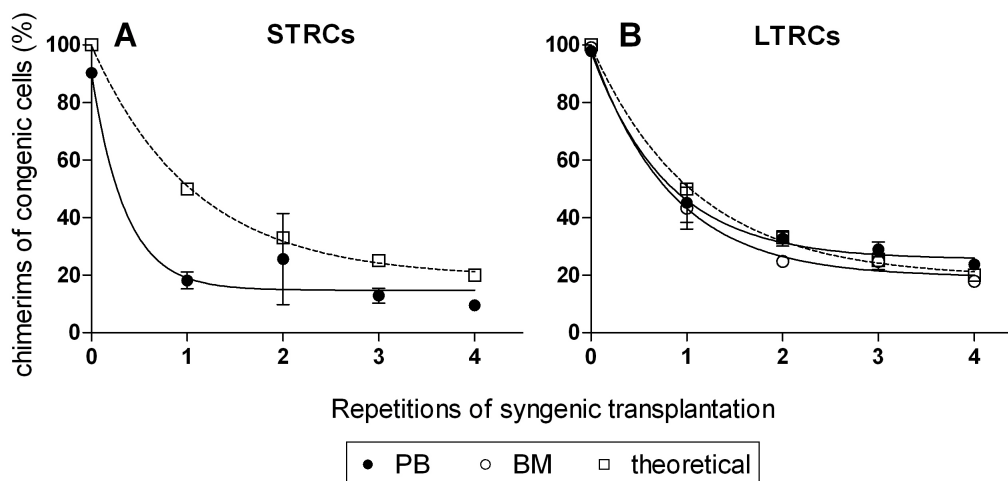 A STRCs
B LTRCs
chimerims of congenic cells (%)
100
80
60
40
20
0
0 1 2 3 4
100
80
60
40
20
0
0 1 2 3 4
Repetitions of syngenic transplantation
PB BM theoretical